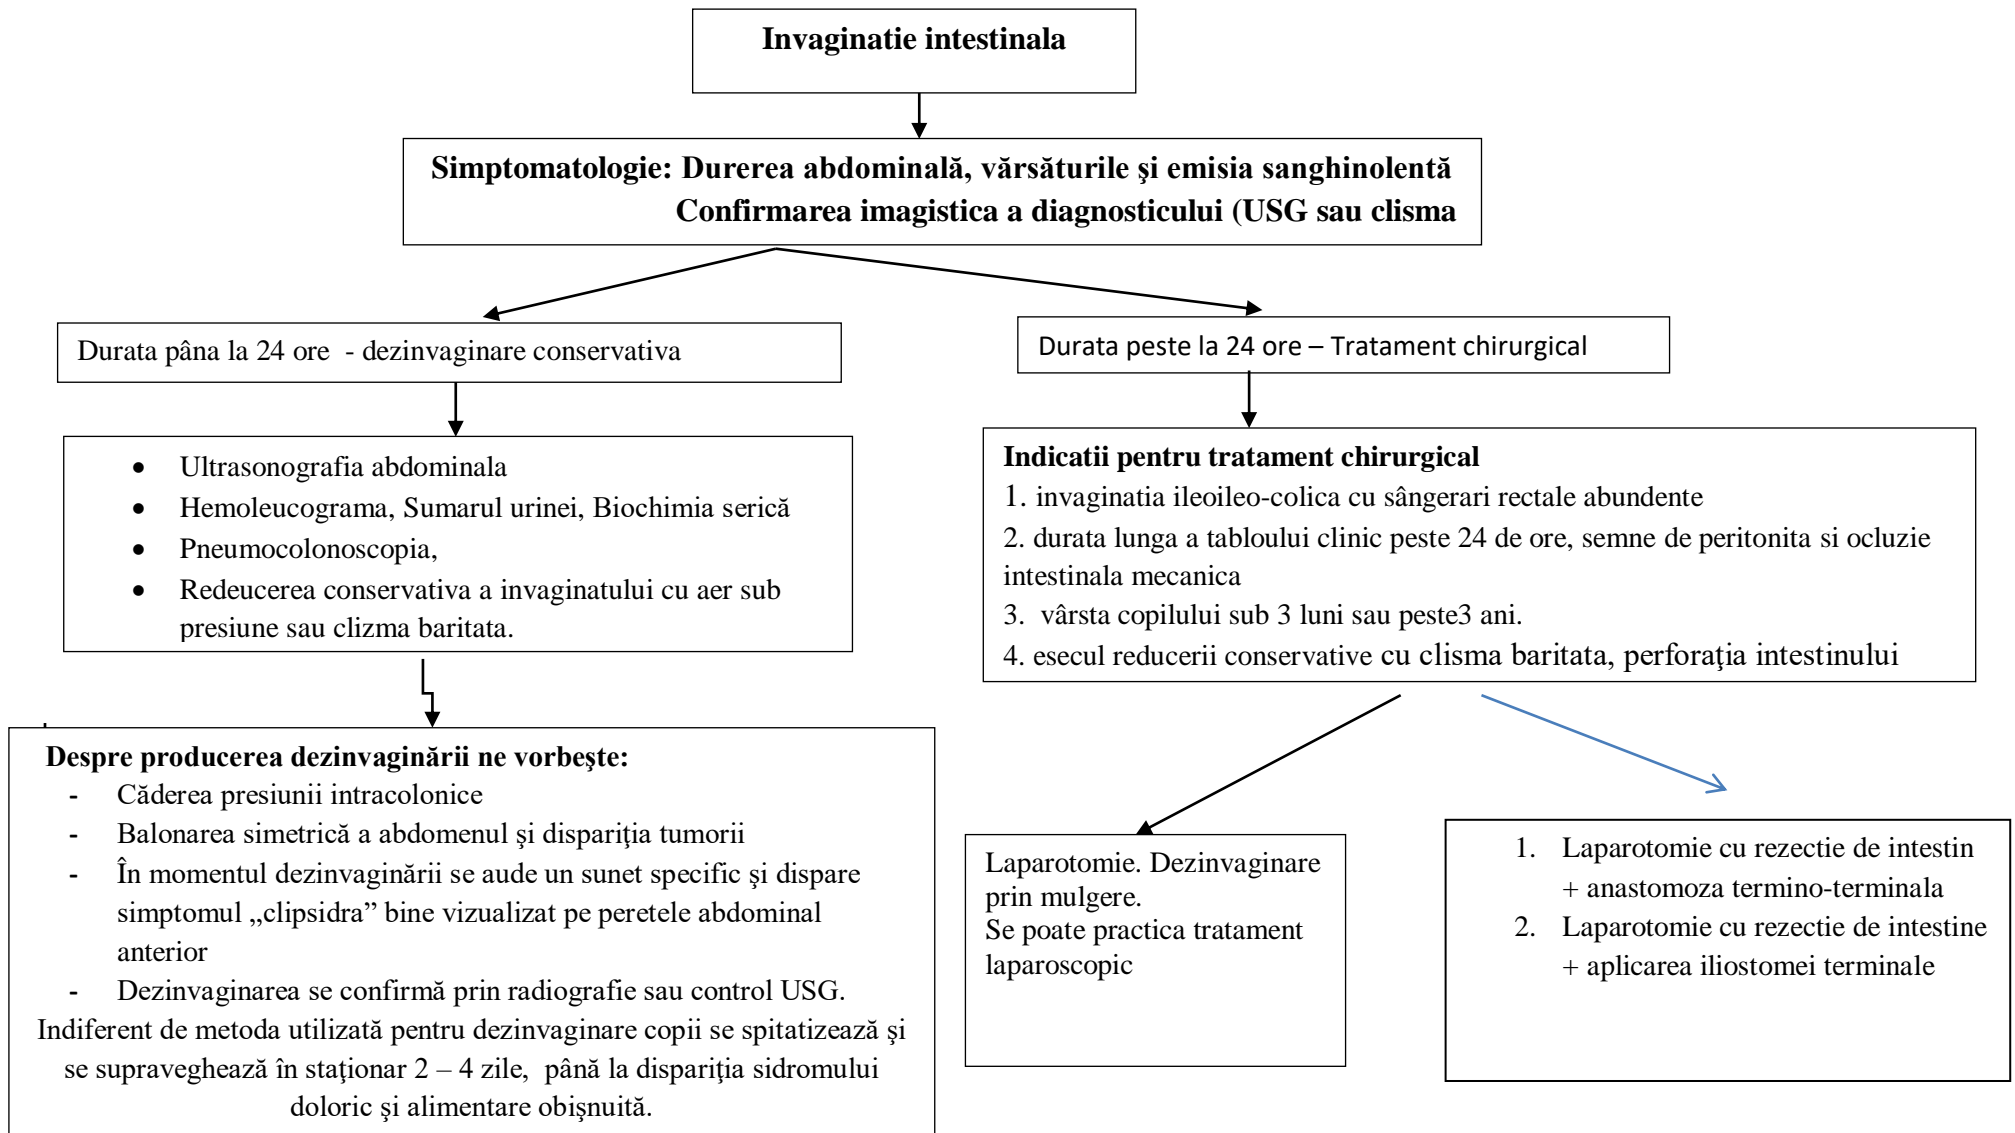 Invaginatie intestinala
Simptomatologie: Durerea abdominală, vărsăturile şi emisia sanghinolentă
Confirmarea imagistica a diagnosticului (USG sau clisma
Durata pâna la 24 ore - dezinvaginare conservativa
Durata peste la 24 ore – Tratament chirurgical
• Ultrasonografia abdominala
• Hemoleucograma, Sumarul urinei, Biochimia serică
• Pneumocolonoscopia,
• Redeucerea conservativa a invaginatului cu aer sub
presiune sau clizma baritata.
Indicatii pentru tratament chirurgical
1. invaginatia ileoileo-colica cu sângerari rectale abundente
2. durata lunga a tabloului clinic peste 24 de ore, semne de peritonita si ocluzie
intestinala mecanica
3. vârsta copilului sub 3 luni sau peste3 ani.
4. esecul reducerii conservative cu clisma baritata, perforaţia intestinului
Despre producerea dezinvaginării ne vorbeşte:
- Căderea presiunii intracolonice
- Balonarea simetrică a abdomenul şi dispariţia tumorii
- În momentul dezinvaginării se aude un sunet specific şi dispare
simptomul „clipsidra” bine vizualizat pe peretele abdominal
anterior
- Dezinvaginarea se confirmă prin radiografie sau control USG.
Indiferent de metoda utilizată pentru dezinvaginare copii se spitatizează şi
se supraveghează în staţionar 2 – 4 zile, până la dispariţia sidromului
doloric şi alimentare obişnuită.
Laparotomie. Dezinvaginare
prin mulgere.
Se poate practica tratament
laparoscopic
1. Laparotomie cu rezectie de intestin
+ anastomoza termino-terminala
2. Laparotomie cu rezectie de intestine
+ aplicarea iliostomei terminale